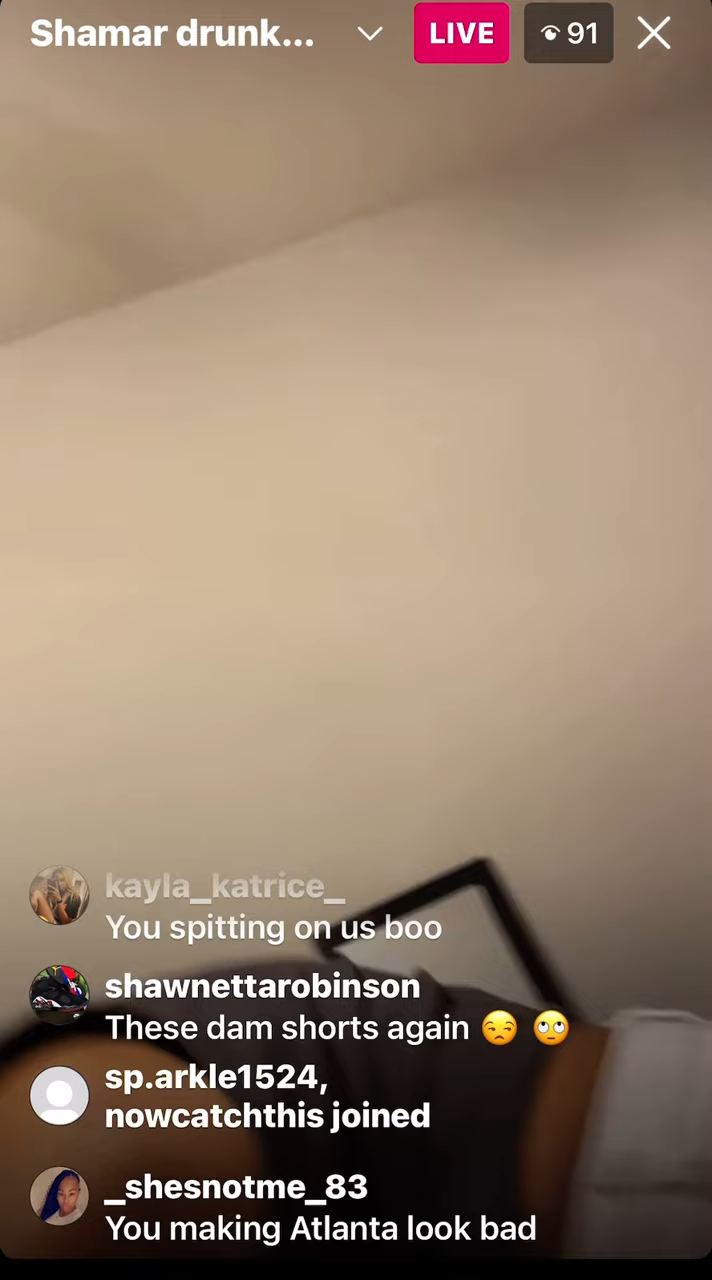 Shamar drunk...
LIVE
91
kayla_katrice_
You spitting on us boo
shawnettarobinson
These dam shorts again 😒 🙄
sp.arkle1524,
nowcatchthis joined
_shesnotme_83
You making Atlanta look bad